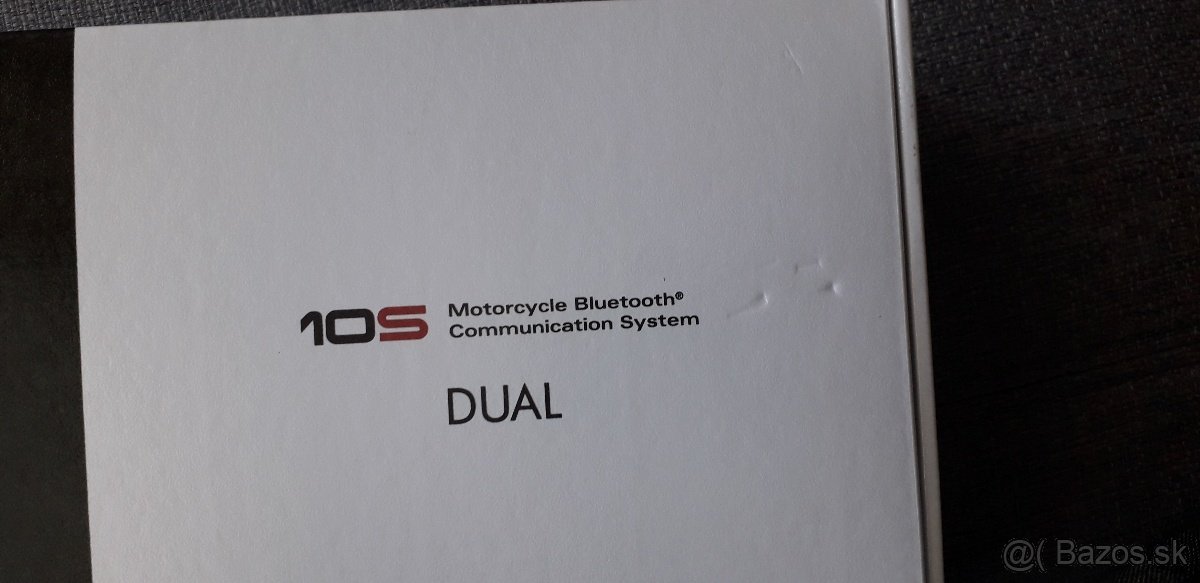 10S Motorcycle Bluetooth®
Communication System
DUAL
@( Bazos.sk